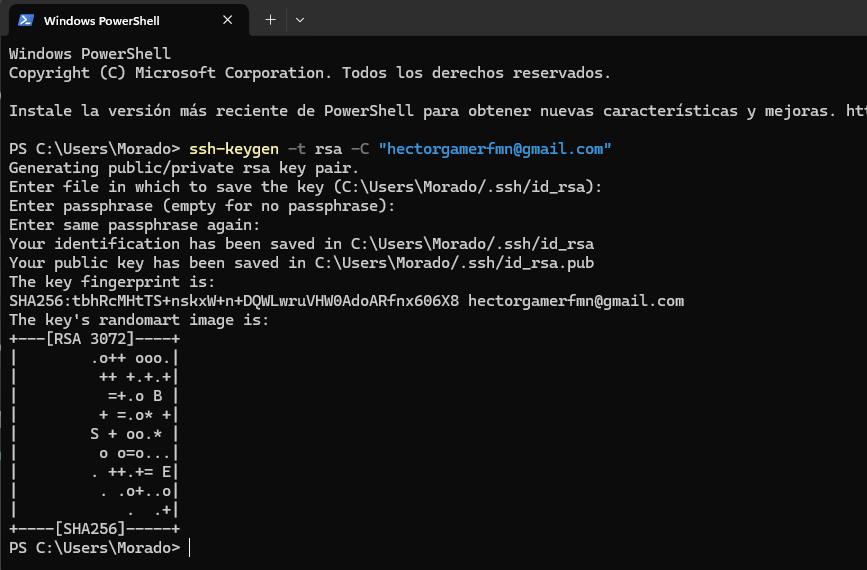 Windows PowerShell
Windows PowerShell
Copyright (C) Microsoft Corporation. Todos los derechos reservados.
Instale la versión más reciente de PowerShell para obtener nuevas características y mejoras. htt
PS C:\Users\Morado> ssh-keygen -t rsa -C "hectorgamerfmn@gmail.com"
Generating public/private rsa key pair.
Enter file in which to save the key (C:\Users\Morado/.ssh/id_rsa):
Enter passphrase (empty for no passphrase):
Enter same passphrase again:
Your identification has been saved in C:\Users\Morado/.ssh/id_rsa
Your public key has been saved in C:\Users\Morado/.ssh/id_rsa.pub
The key fingerprint is:
SHA256:tbhRcMHtTS+nskxW+n+DQWLwruVHW0AdoARfnx606X8 hectorgamerfmn@gmail.com
The key's randomart image is:
+---[RSA 3072]----+
|        .o++ ooo.|
|         ++ +.+.+|
|          =+.o B |
|         + =.o* +|
|        S + oo.* |
|         o o=o...|
|        . ++.+= E|
|         . .o+..o|
|            .  .+|
+----[SHA256]-----+
PS C:\Users\Morado>